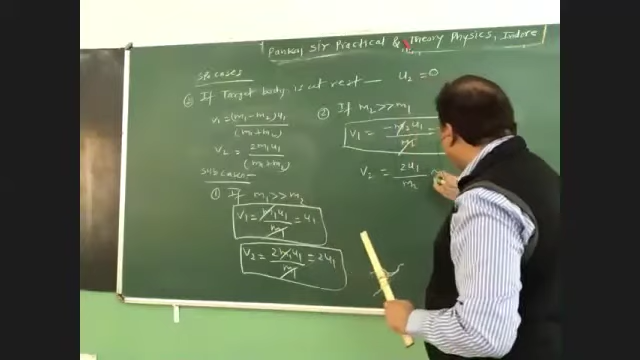 Pankaj Sir Practical & Theory Physics, Indore
Sp. cases
② If Target body is at rest — u₂ = 0
v₁ = (m₁ - m₂)u₁ / (m₁+m₂)
v₂ = 2m₁u₁ / (m₁+m₂)
Sub cases —
① If m₁ >> m₂
v₁ = m₁u₁ / m₁ = u₁
v₂ = 2m₁u₁ / m₁ = 2u₁
② If m₂ >> m₁
v₁ = -m₂u₁ / m₂ =
v₂ = 2u₁ / m₂